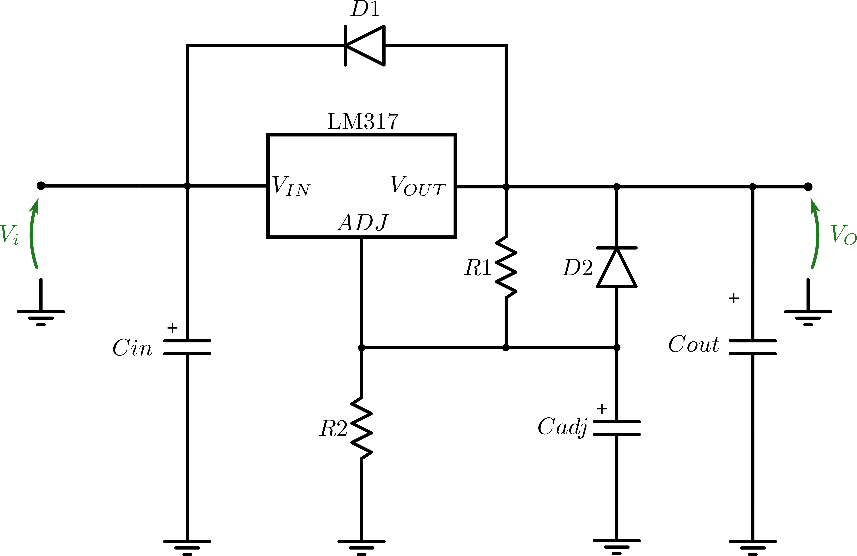 D1
LM317
V_IN V_OUT
ADJ
V_i
V_O
R1
D2
+
+
Cin
Cout
+
R2
Cadj